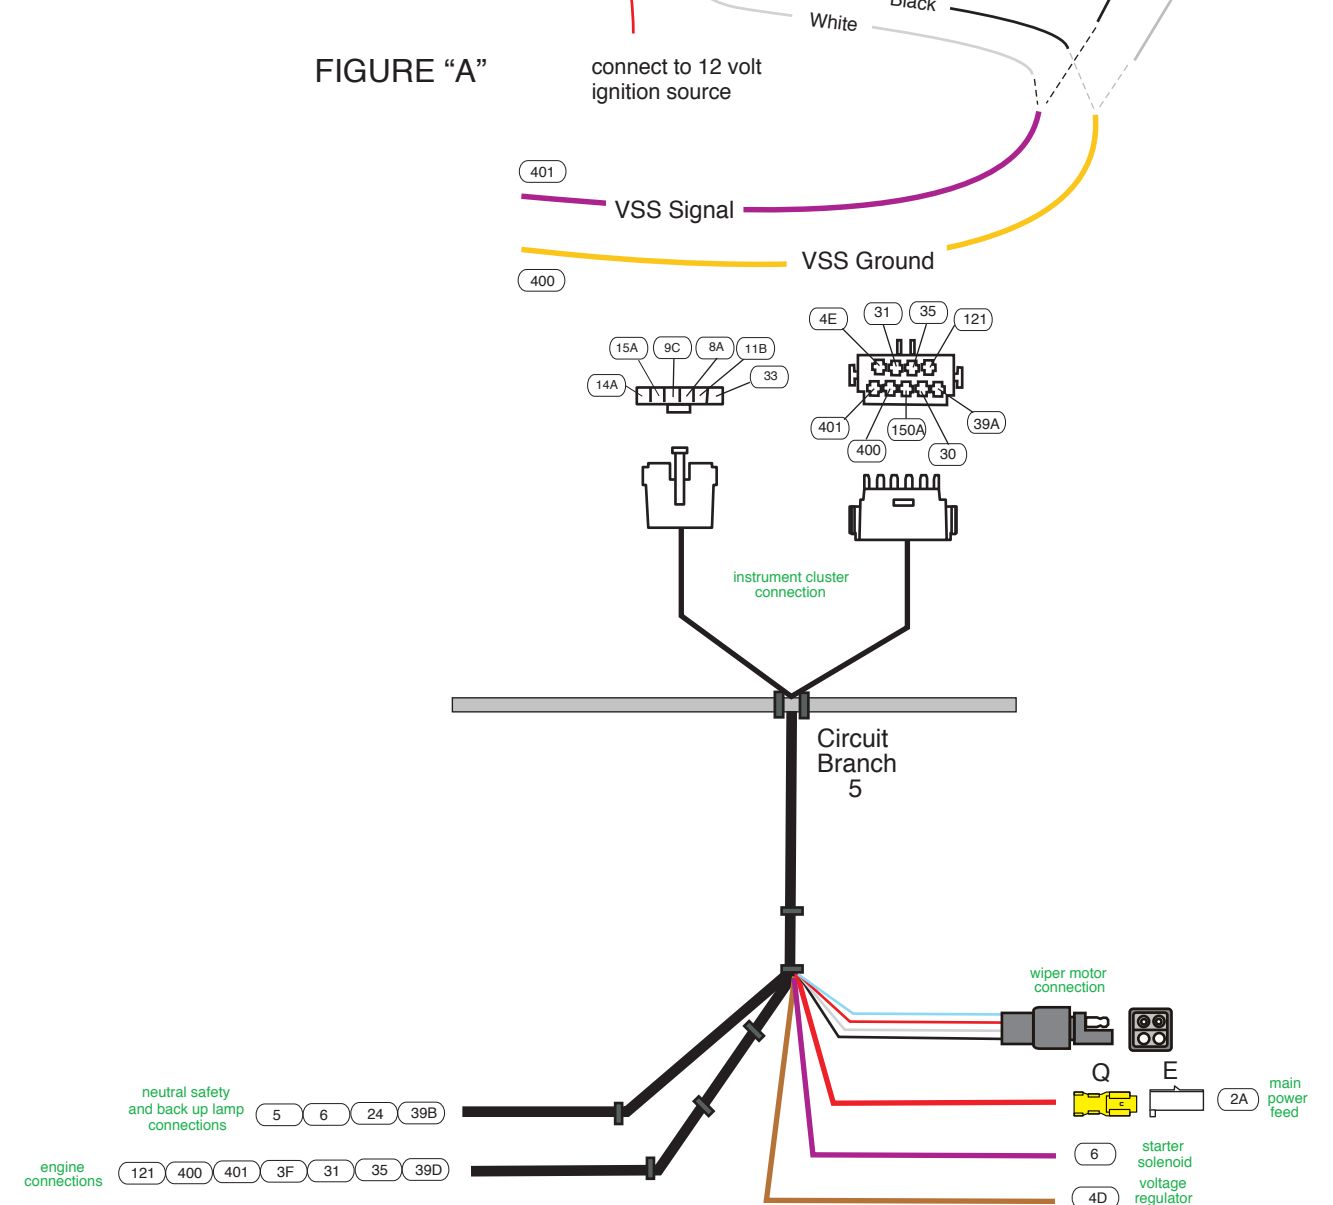 Black
White
FIGURE “A”
connect to 12 volt
ignition source
401
VSS Signal
VSS Ground
400
4E
31
35
121
15A
9C
8A
11B
14A
33
401
400
150A
30
39A
instrument cluster
connection
Circuit
Branch
5
wiper motor
connection
Q
E
C
2A
main
power
feed
neutral safety
and back up lamp
connections
5
6
24
39B
6
starter
solenoid
engine
connections
121
400
401
3F
31
35
39D
4D
voltage
regulator